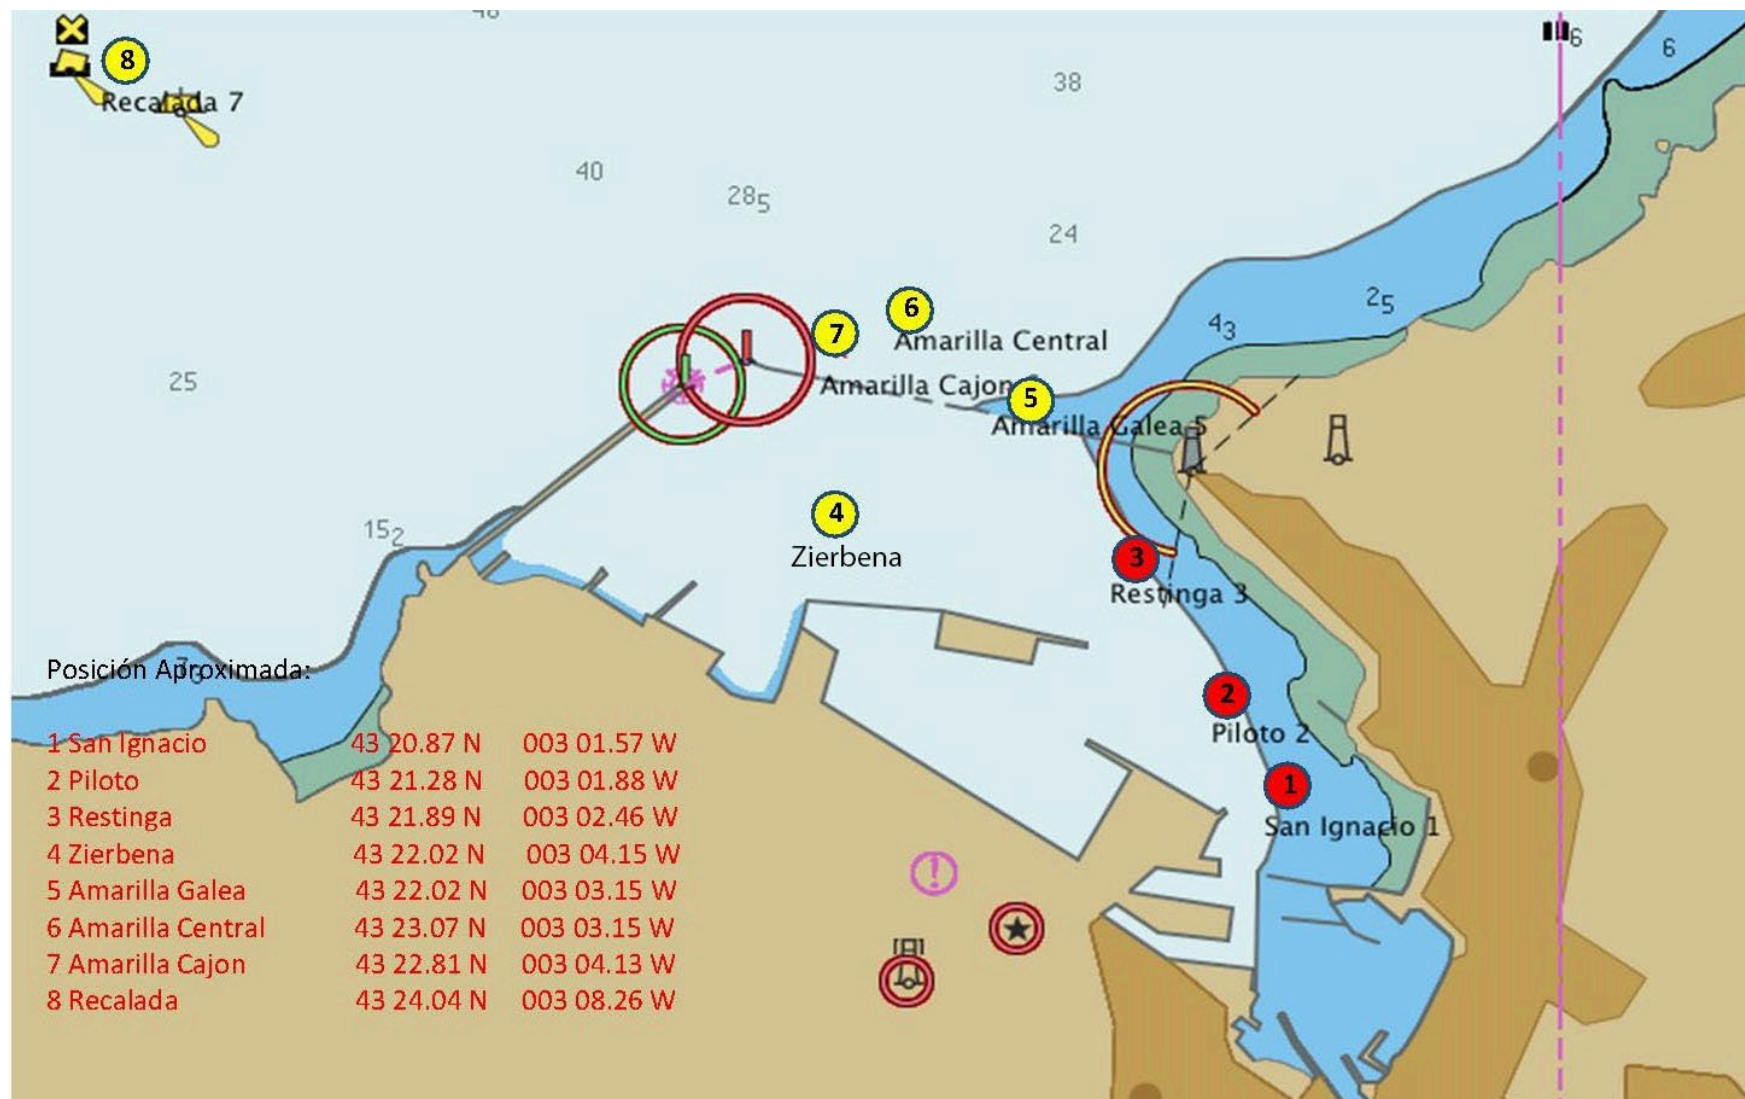 8
6
6
Recalada 7
38
40
28 5
24
2 5
6
4 3
7
Amarilla Central
25
Amarilla Cajon
5
Amarilla Galea 5
4
15 2
Zierbena
3
Restinga 3
Posición Aproximada:
2
Piloto 2
1 San Ignacio 43 20.87 N 003 01.57 W
2 Piloto 43 21.28 N 003 01.88 W
1
3 Restinga 43 21.89 N 003 02.46 W
San Ignacio 1
4 Zierbena 43 22.02 N 003 04.15 W
5 Amarilla Galea 43 22.02 N 003 03.15 W
6 Amarilla Central 43 23.07 N 003 03.15 W
7 Amarilla Cajon 43 22.81 N 003 04.13 W
8 Recalada 43 24.04 N 003 08.26 W